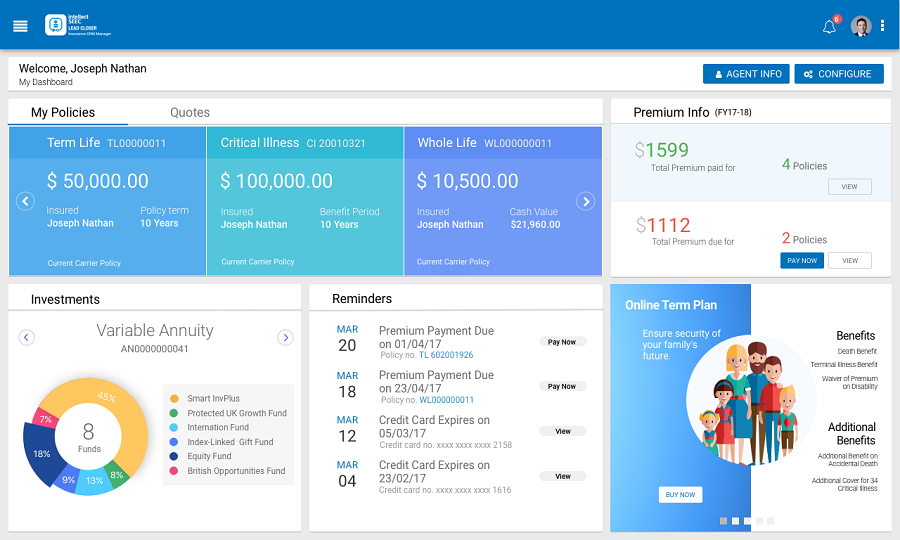 intellect
SEEC
LEAD CLOSER
Insurance CRM Manager
6
Welcome, Joseph Nathan
My Dashboard
AGENT INFO
CONFIGURE
My Policies
Quotes
Term Life TL00000011
$ 50,000.00
Insured
Joseph Nathan
Policy term
10 Years
Current Carrier Policy
Critical Illness CI 20010321
$ 100,000.00
Insured
Joseph Nathan
Benefit Period
10 Years
Current Carrier Policy
Whole Life WL000000011
$ 10,500.00
Insured
Joseph Nathan
Cash Value
$21,960.00
Current Carrier Policy
Premium Info (FY17-18)
$1599
Total Premium paid for
4 Policies
VIEW
$1112
Total Premium due for
2 Policies
PAY NOW
VIEW
Investments
Variable Annuity
AN0000000041
45%
7%
18%
9%
13%
8%
8
Funds
Smart InvPlus
Protected UK Growth Fund
Internation Fund
Index-Linked Gift Fund
Equity Fund
British Opportunities Fund
Reminders
MAR
20
Premium Payment Due
on 01/04/17
Policy no. TL 602001926
Pay Now
MAR
18
Premium Payment Due
on 23/04/17
Policy no. WL000000011
Pay Now
MAR
12
Credit Card Expires on
05/03/17
Credit card no. xxxx xxxx xxxx 2158
View
MAR
04
Credit Card Expires on
23/02/17
Credit card no. xxxx xxxx xxxx 1616
View
Online Term Plan
Ensure security of
your family's
future.
BUY NOW
Benefits
Death Benefit
Terminal Illness Benefit
Waiver of Premium
on Disability
Additional
Benefits
Additional Benefit on
Accidental Death
Additional Cover for 34
Critical Illness